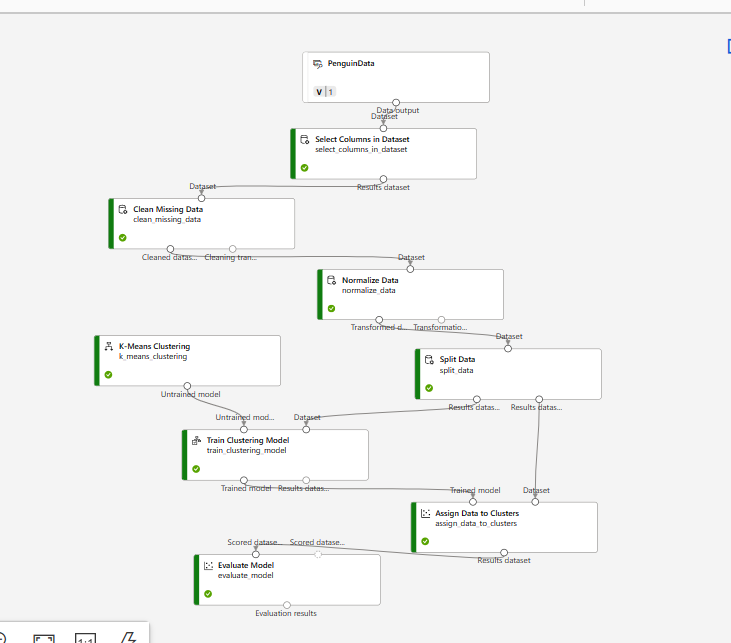 PenguinData
V 1
Data output
Dataset
Select Columns in Dataset
select_columns_in_dataset
Results dataset
Dataset
Clean Missing Data
clean_missing_data
Cleaned datas... Cleaning tran...
Dataset
Normalize Data
normalize_data
Transformed d... Transformatio...
Dataset
K-Means Clustering
k_means_clustering
Untrained model
Split Data
split_data
Results datas... Results datas...
Untrained mod... Dataset
Train Clustering Model
train_clustering_model
Trained model Results datas...
Trained model Dataset
Assign Data to Clusters
assign_data_to_clusters
Results dataset
Scored datase... Scored datase...
Evaluate Model
evaluate_model
Evaluation results
1:1